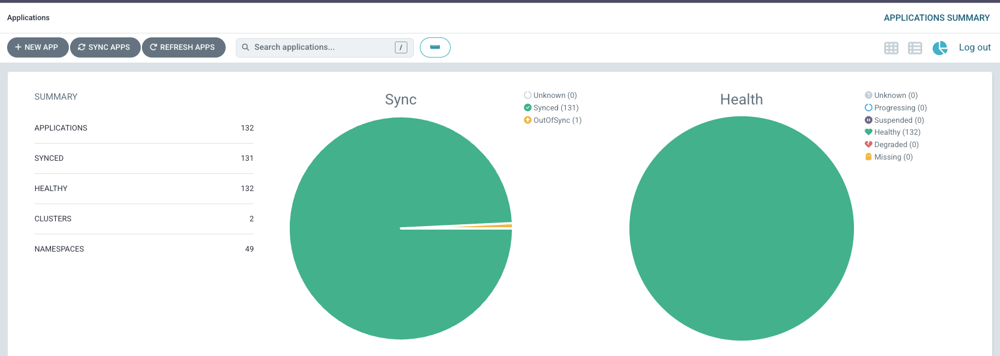 Applications
APPLICATIONS SUMMARY
NEW APP
SYNC APPS
REFRESH APPS
Search applications...
/
Log out
SUMMARY
APPLICATIONS 132
SYNCED 131
HEALTHY 132
CLUSTERS 2
NAMESPACES 49
Sync
Unknown (0)
Synced (131)
OutOfSync (1)
Health
Unknown (0)
Progressing (0)
Suspended (0)
Healthy (132)
Degraded (0)
Missing (0)